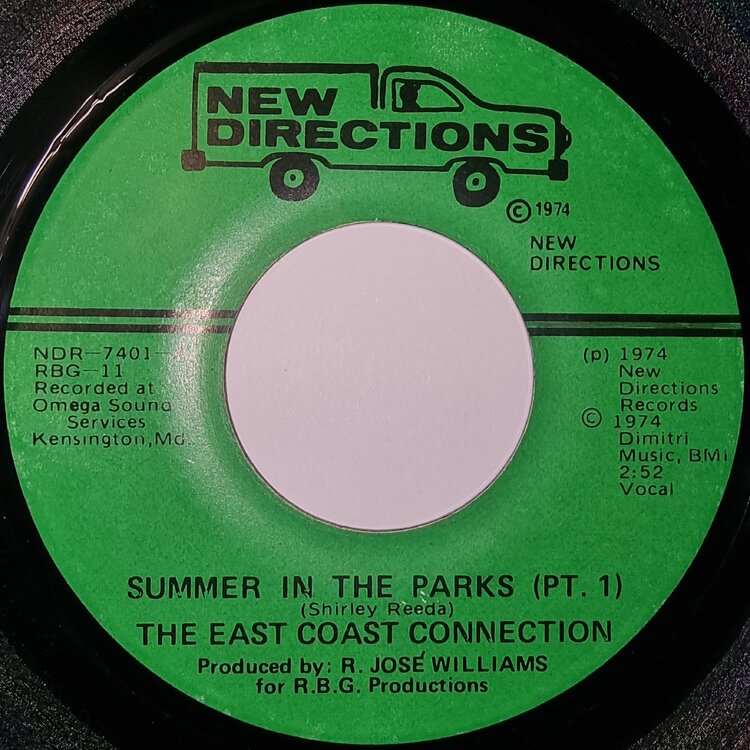 NEW
DIRECTIONS
© 1974
NEW
DIRECTIONS
NDR-7401-
RBG-11
Recorded at
Omega Sound
Services
Kensington, Md.
(p) 1974
New
Directions
Records
© 1974
Dimitri
Music, BMI
2:52
Vocal
SUMMER IN THE PARKS (PT. 1)
(Shirley Reeda)
THE EAST COAST CONNECTION
Produced by: R. JOSÉ WILLIAMS
for R.B.G. Productions